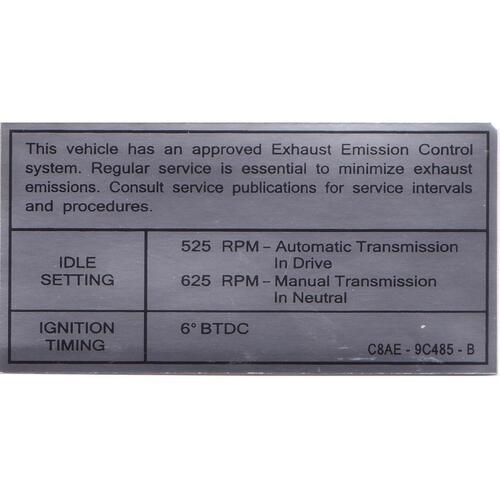 This vehicle has an approved Exhaust Emission Control
system. Regular service is essential to minimize exhaust
emissions. Consult service publications for service intervals
and procedures.
IDLE
SETTING
525 RPM – Automatic Transmission
In Drive
625 RPM – Manual Transmission
In Neutral
IGNITION
TIMING
6° BTDC
C8AE - 9C485 - B